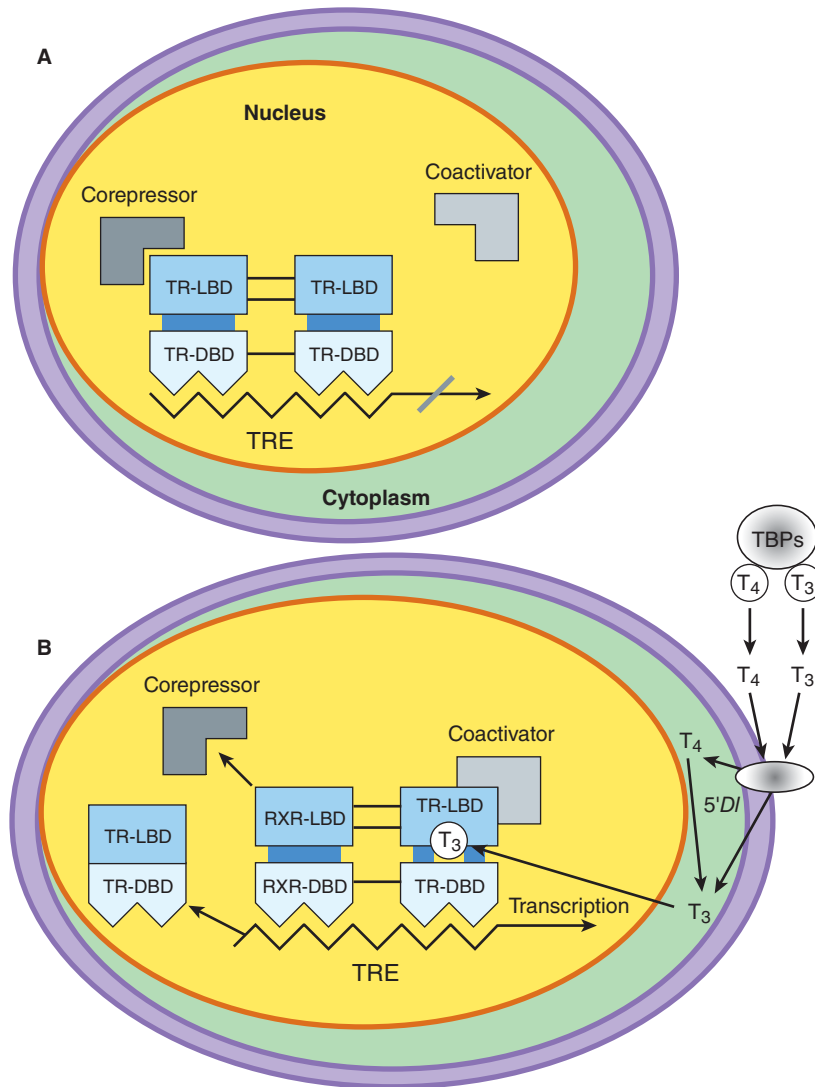 A
Nucleus
Corepressor
Coactivator
TR-LBD TR-LBD
TR-DBD TR-DBD
TRE
Cytoplasm
TBPs
T4 T3
T4 T3
B
Corepressor
Coactivator
T4
5'DI
TR-LBD
RXR-LBD
TR-LBD
T3
TR-DBD
RXR-DBD
TR-DBD
Transcription
T3
TRE